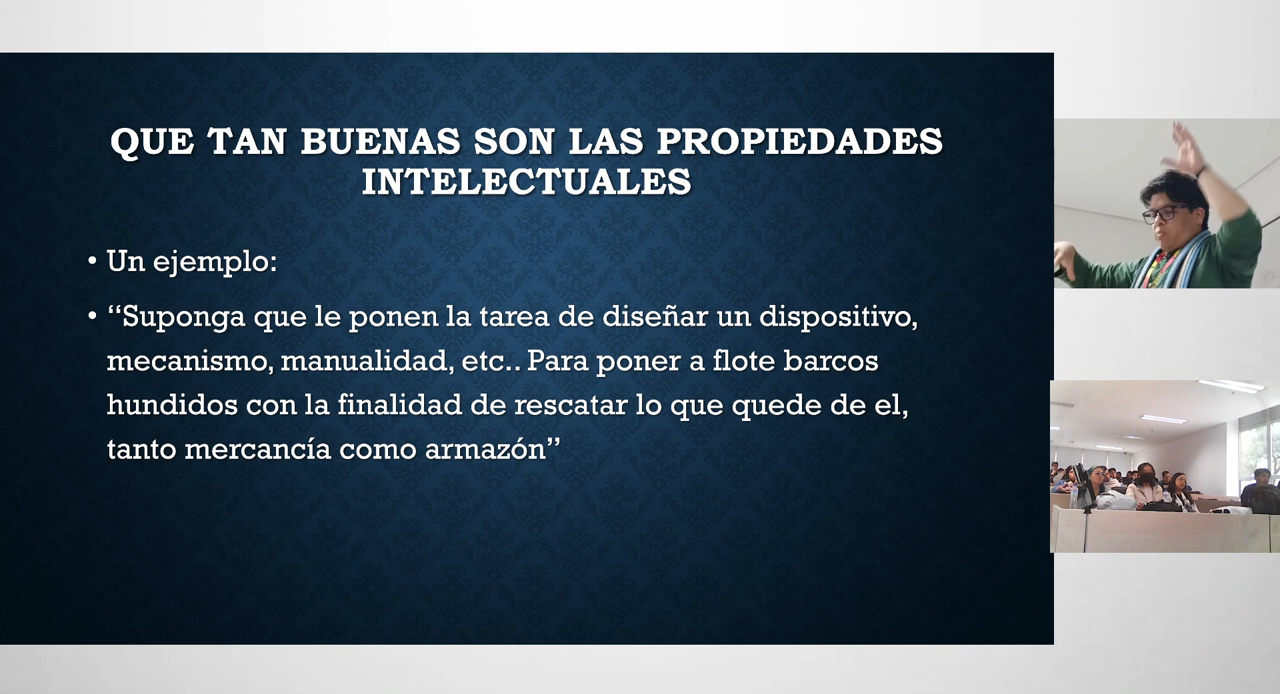 QUE TAN BUENAS SON LAS PROPIEDADES
INTELECTUALES
• Un ejemplo:
• “Suponga que le ponen la tarea de diseñar un dispositivo,
mecanismo, manualidad, etc.. Para poner a flote barcos
hundidos con la finalidad de rescatar lo que quede de el,
tanto mercancía como armazón”